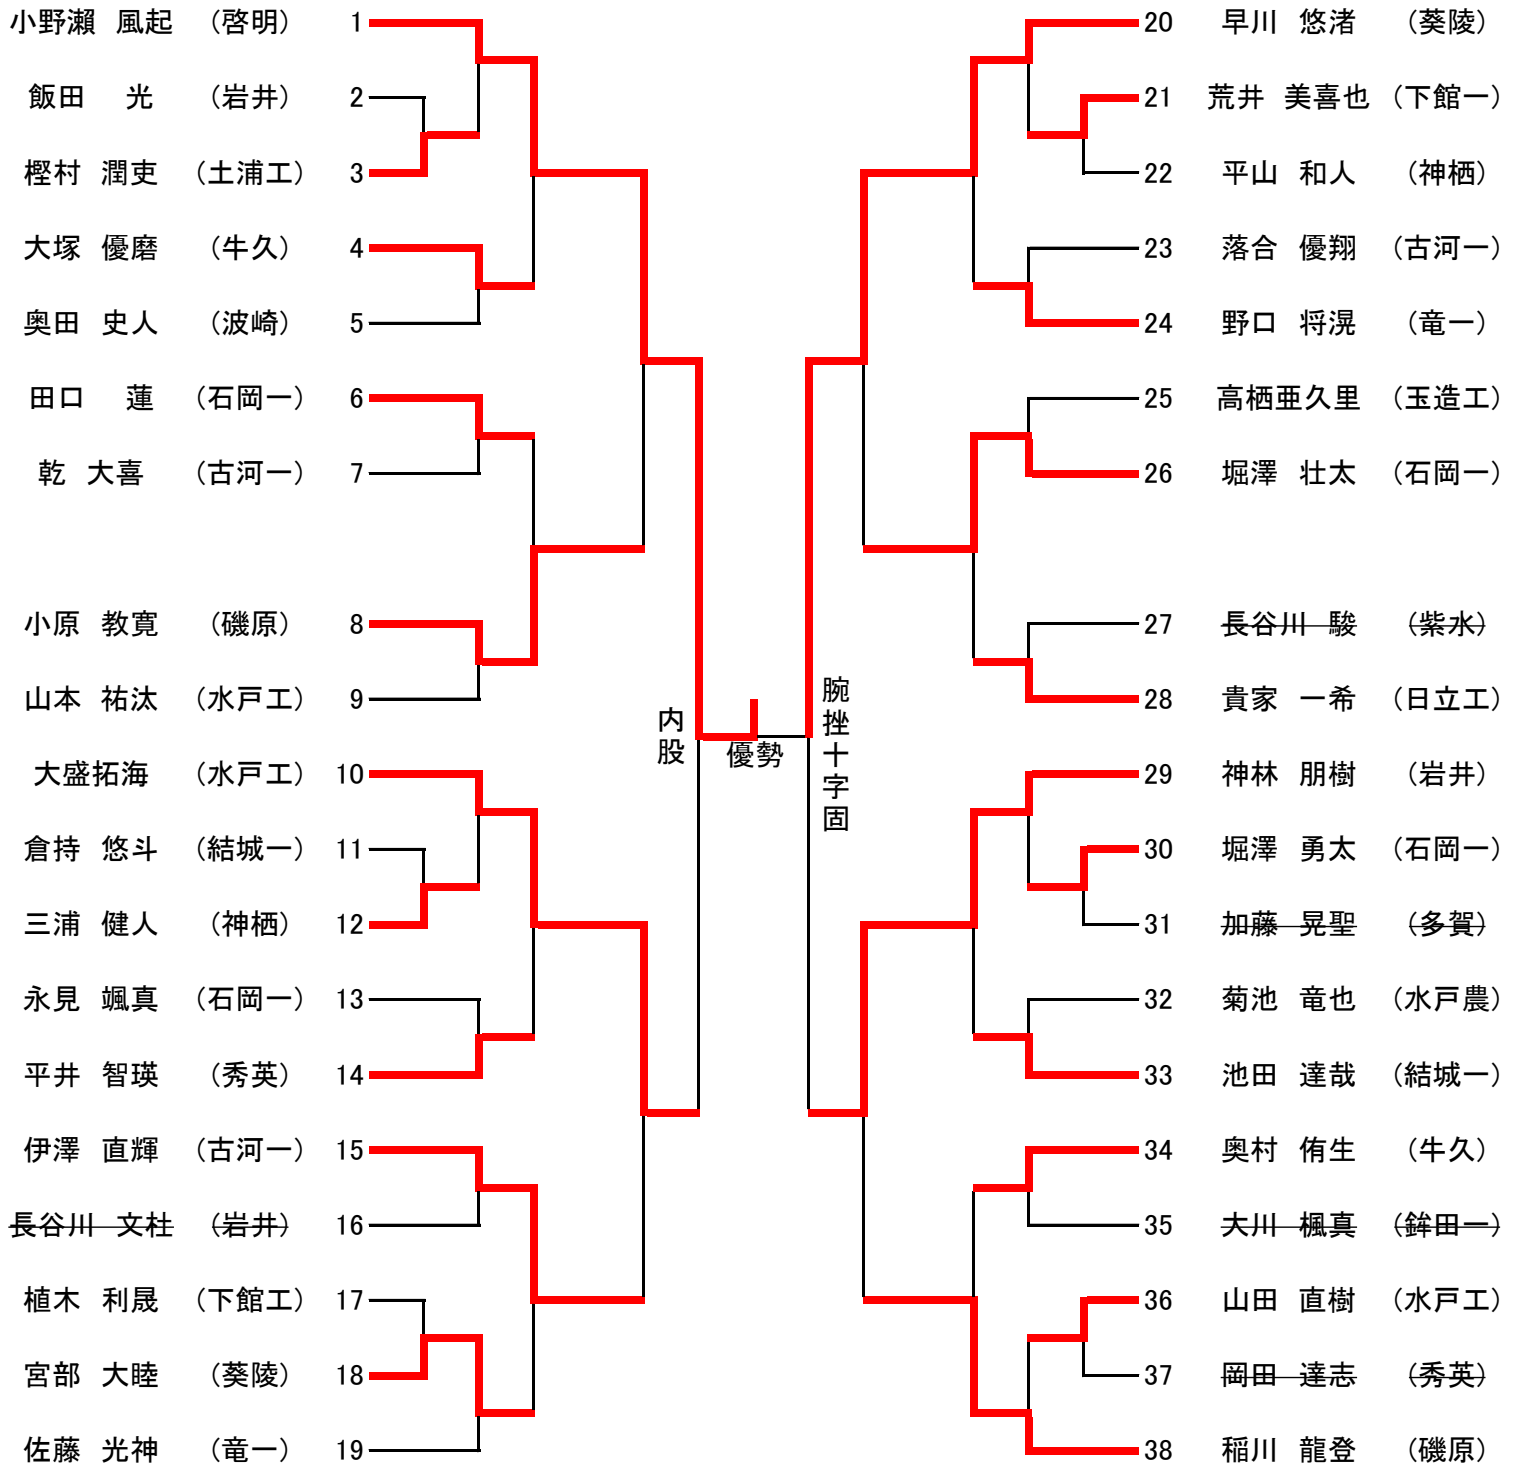 小野瀬 風起 （啓明） 1
飯田 光 （岩井） 2
樫村 潤吏 （土浦工） 3
大塚 優磨 （牛久） 4
奥田 史人 （波崎） 5
田口 蓮 （石岡一） 6
乾 大喜 （古河一） 7
小原 教寛 （磯原） 8
山本 祐汰 （水戸工） 9
大盛拓海 （水戸工） 10
倉持 悠斗 （結城一） 11
三浦 健人 （神栖） 12
永見 颯真 （石岡一） 13
平井 智瑛 （秀英） 14
伊澤 直輝 （古河一） 15
長谷川 文杜 （岩井） 16
植木 利晟 （下館工） 17
宮部 大睦 （葵陵） 18
佐藤 光神 （竜一） 19
内股
優勢
腕挫十字固
20 早川 悠渚 （葵陵）
21 荒井 美喜也 （下館一）
22 平山 和人 （神栖）
23 落合 優翔 （古河一）
24 野口 将滉 （竜一）
25 高栖亜久里 （玉造工）
26 堀澤 壮太 （石岡一）
27 長谷川 駿 （紫水）
28 貴家 一希 （日立工）
29 神林 朋樹 （岩井）
30 堀澤 勇太 （石岡一）
31 加藤 晃聖 （多賀）
32 菊池 竜也 （水戸農）
33 池田 達哉 （結城一）
34 奥村 侑生 （牛久）
35 大川 楓真 （鉾田一）
36 山田 直樹 （水戸工）
37 岡田 達志 （秀英）
38 稲川 龍登 （磯原）